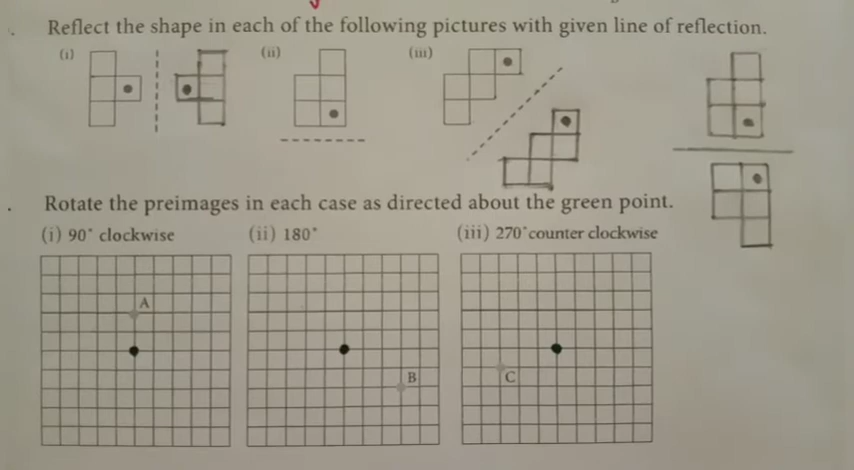 Reflect the shape in each of the following pictures with given line of reflection.
(i) (ii) (iii)
Rotate the preimages in each case as directed about the green point.
(i) 90° clockwise (ii) 180° (iii) 270° counter clockwise
A
B
C